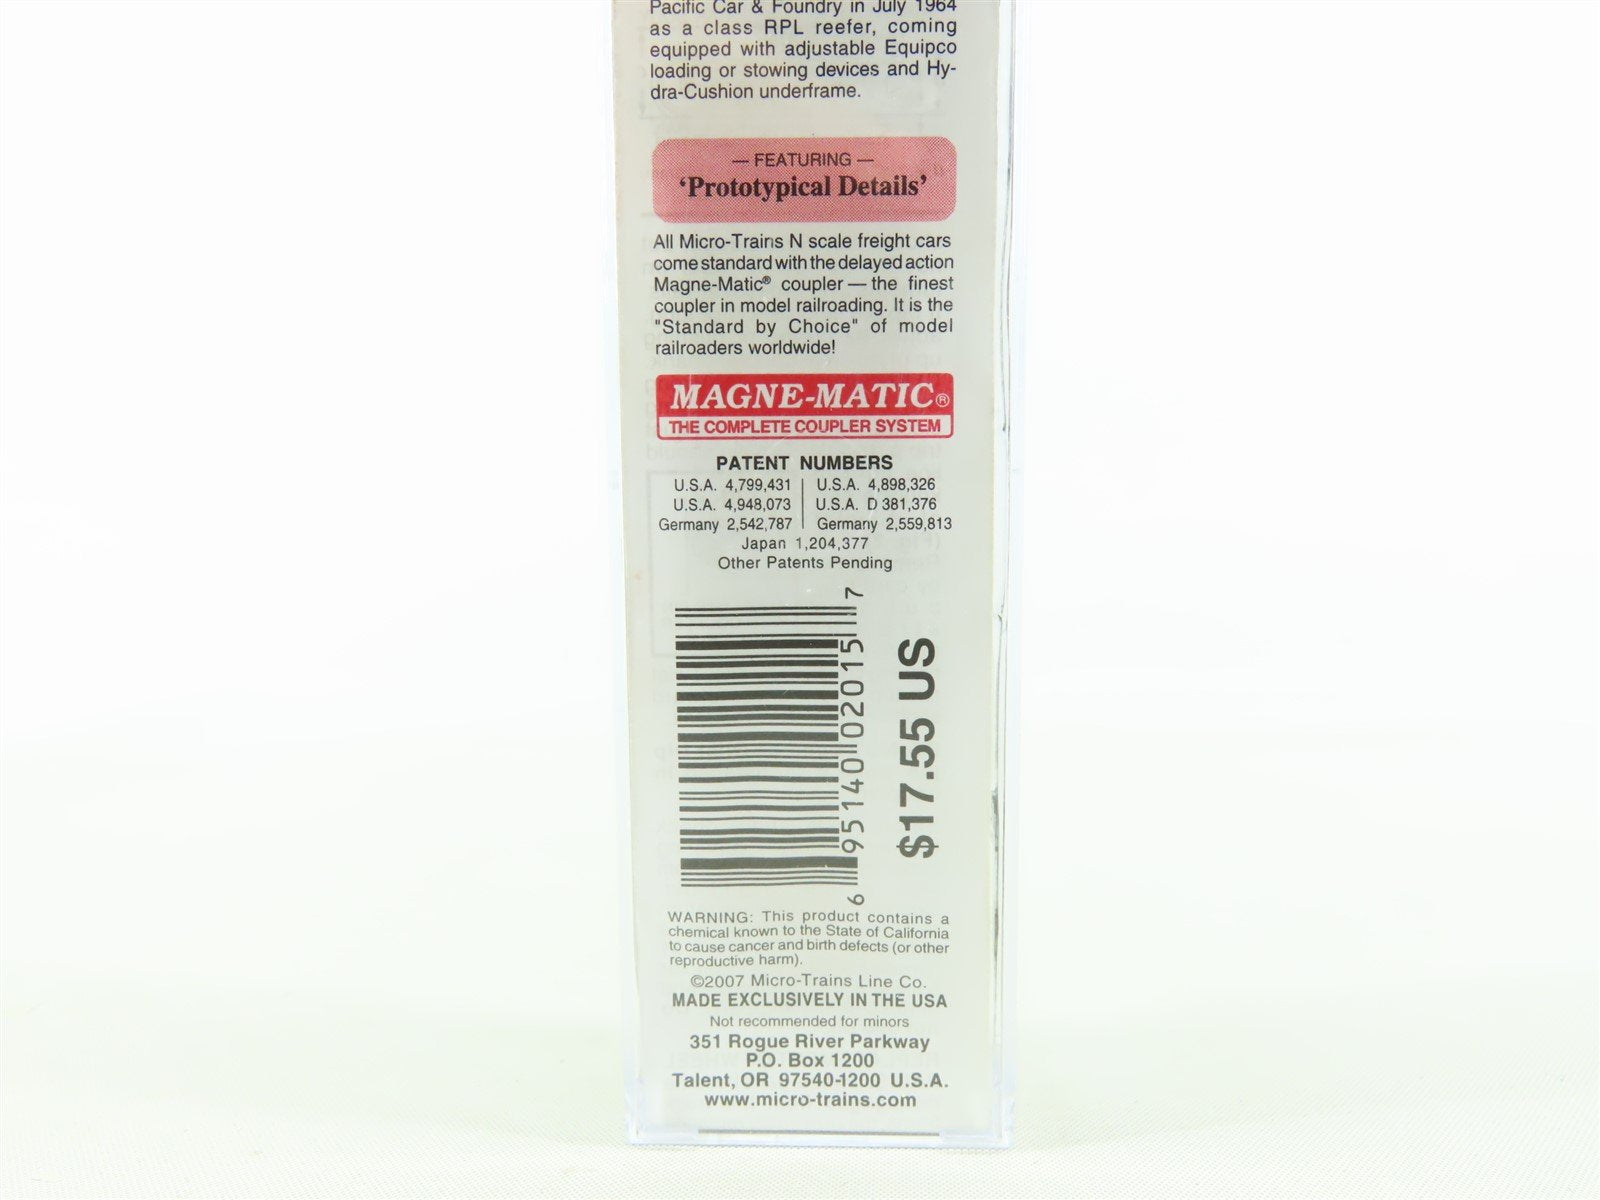 Pacific Car & Foundry in July 1964
as a class RPL reefer, coming
equipped with adjustable Equipco
loading or stowing devices and Hy-
dra-Cushion underframe.
— FEATURING —
‘Prototypical Details’
All Micro-Trains N scale freight cars
come standard with the delayed action
Magne-Matic® coupler — the finest
coupler in model railroading. It is the
"Standard by Choice" of model
railroaders worldwide!
MAGNE-MATIC®
THE COMPLETE COUPLER SYSTEM
PATENT NUMBERS
U.S.A. 4,799,431 | U.S.A. 4,898,326
U.S.A. 4,948,073 | U.S.A. D 381,376
Germany 2,542,787 | Germany 2,559,813
Japan 1,204,377
Other Patents Pending
6 95140 02015 7
$17.55 US
WARNING: This product contains a
chemical known to the State of California
to cause cancer and birth defects (or other
reproductive harm).
©2007 Micro-Trains Line Co.
MADE EXCLUSIVELY IN THE USA
Not recommended for minors
351 Rogue River Parkway
P.O. Box 1200
Talent, OR 97540-1200 U.S.A.
www.micro-trains.com